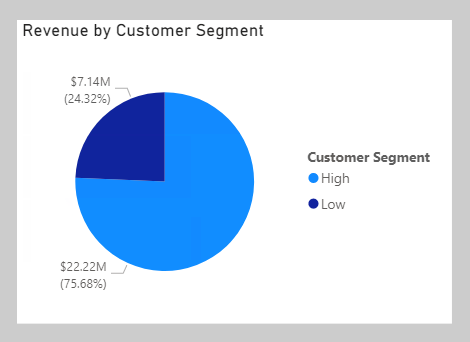 Revenue by Customer Segment
$7.14M
(24.32%)
Customer Segment
High
Low
$22.22M
(75.68%)